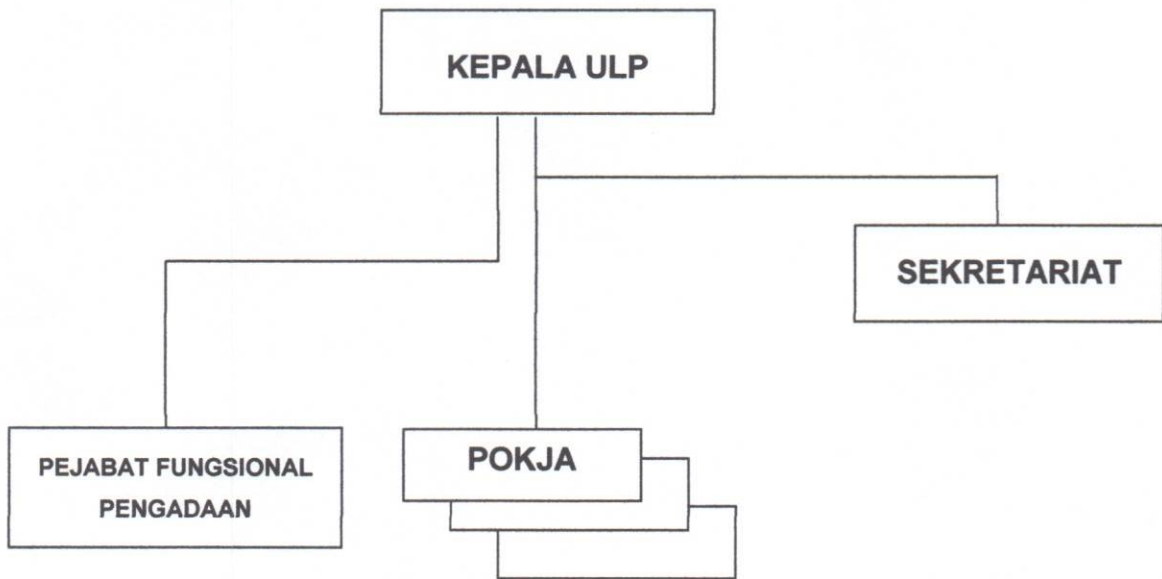 KEPALA ULP
SEKRETARIAT
PEJABAT FUNGSIONAL
PENGADAAN
POKJA